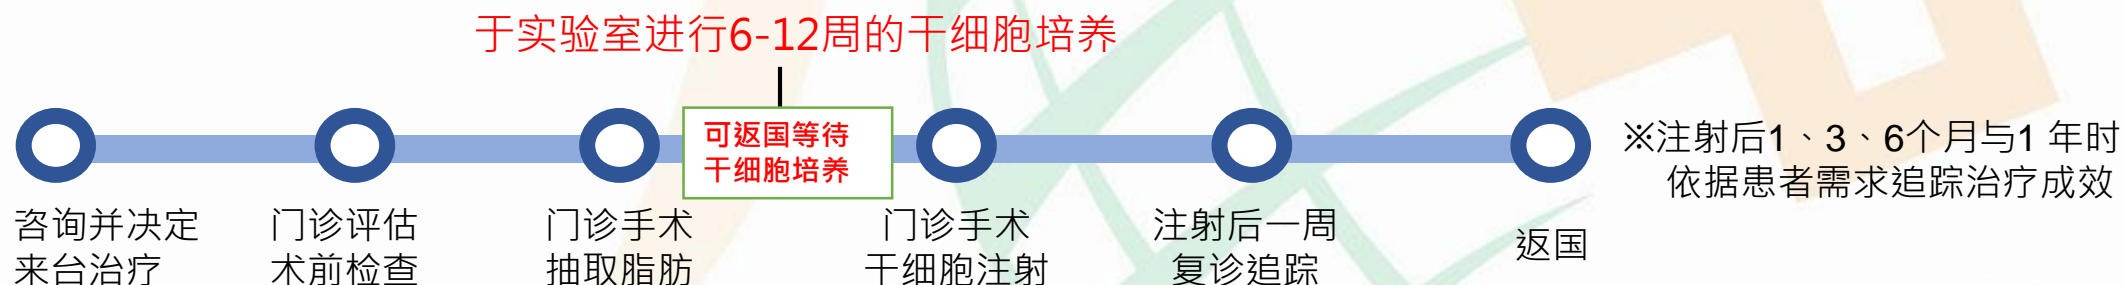 于实验室进行6-12周的干细胞培养
可返国等待
干细胞培养
※注射后1、3、6个月与1 年时
依据患者需求追踪治疗成效
咨询并决定
来台治疗
门诊评估
术前检查
门诊手术
抽取脂肪
门诊手术
干细胞注射
注射后一周
复诊追踪
返国